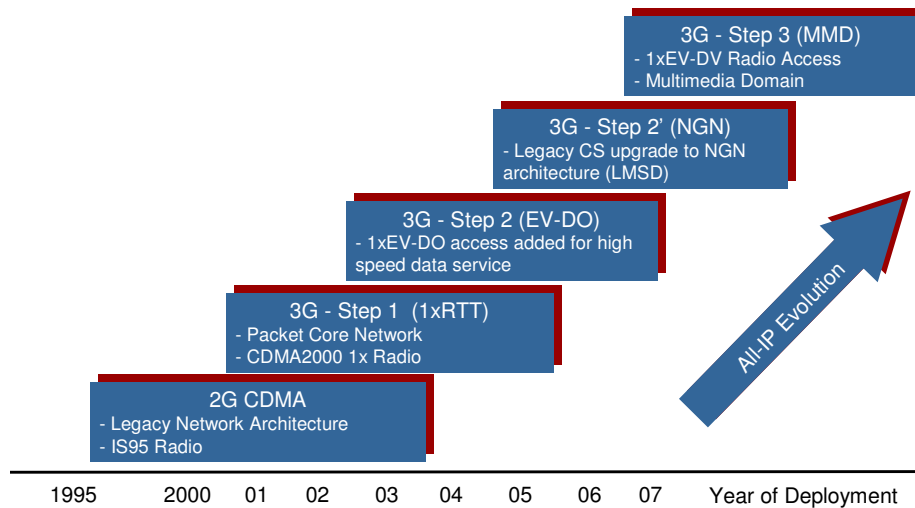 3G - Step 3 (MMD)
- 1xEV-DV Radio Access
- Multimedia Domain
3G - Step 2’ (NGN)
- Legacy CS upgrade to NGN
architecture (LMSD)
3G - Step 2 (EV-DO)
- 1xEV-DO access added for high
speed data service
3G - Step 1 (1xRTT)
- Packet Core Network
- CDMA2000 1x Radio
2G CDMA
- Legacy Network Architecture
- IS95 Radio
All-IP Evolution
1995 2000 01 02 03 04 05 06 07 Year of Deployment